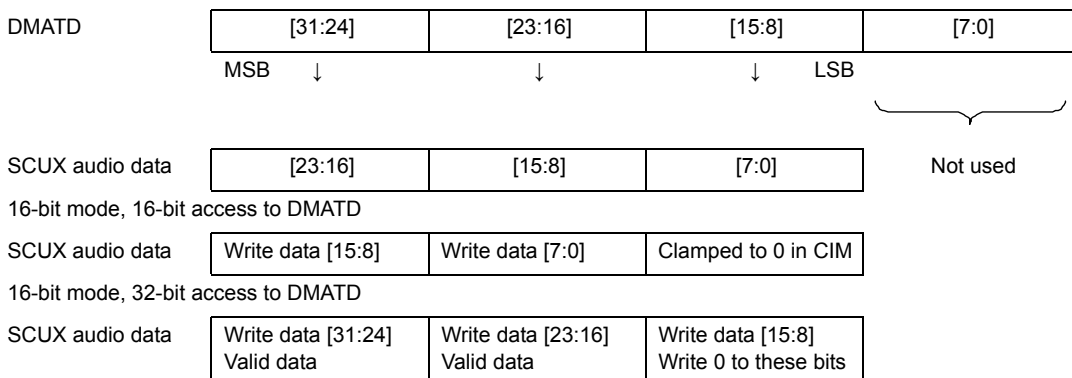 DMATD [31:24] [23:16] [15:8] [7:0]
MSB ↓ ↓ ↓ LSB
SCUX audio data [23:16] [15:8] [7:0] Not used
16-bit mode, 16-bit access to DMATD
SCUX audio data Write data [15:8] Write data [7:0] Clamped to 0 in CIM
16-bit mode, 32-bit access to DMATD
SCUX audio data Write data [31:24] Write data [23:16] Write data [15:8]
Valid data Valid data Write 0 to these bits